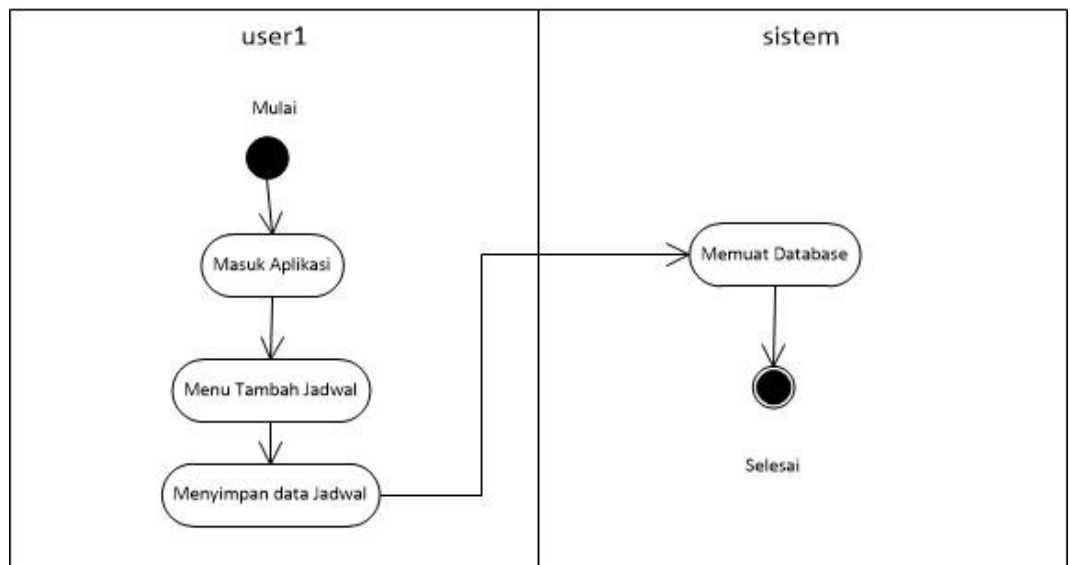 user1
sistem
Mulai
Masuk Aplikasi
Menu Tambah Jadwal
Menyimpan data Jadwal
Memuat Database
Selesai